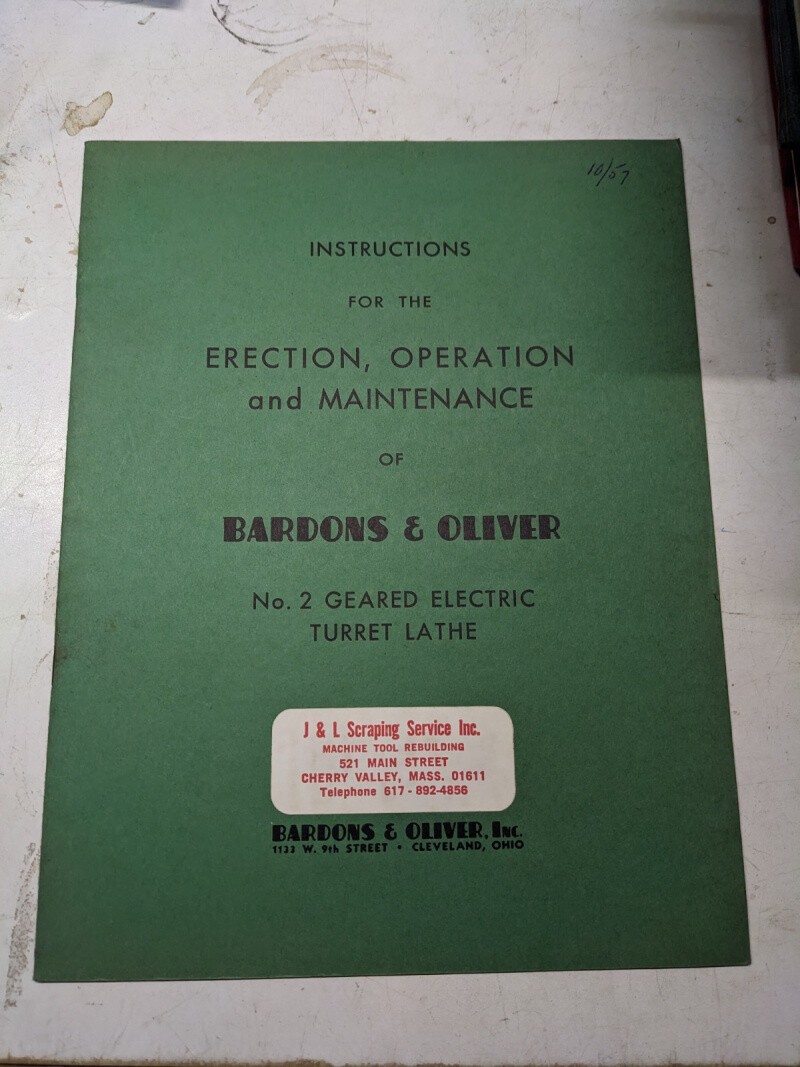 10/57
INSTRUCTIONS
FOR THE
ERECTION, OPERATION
and MAINTENANCE
OF
BARDONS & OLIVER
No. 2 GEARED ELECTRIC
TURRET LATHE
J & L Scraping Service Inc.
MACHINE TOOL REBUILDING
521 MAIN STREET
CHERRY VALLEY, MASS. 01611
Telephone 617 - 892-4856
BARDONS & OLIVER, INC.
1133 W. 9th STREET • CLEVELAND, OHIO